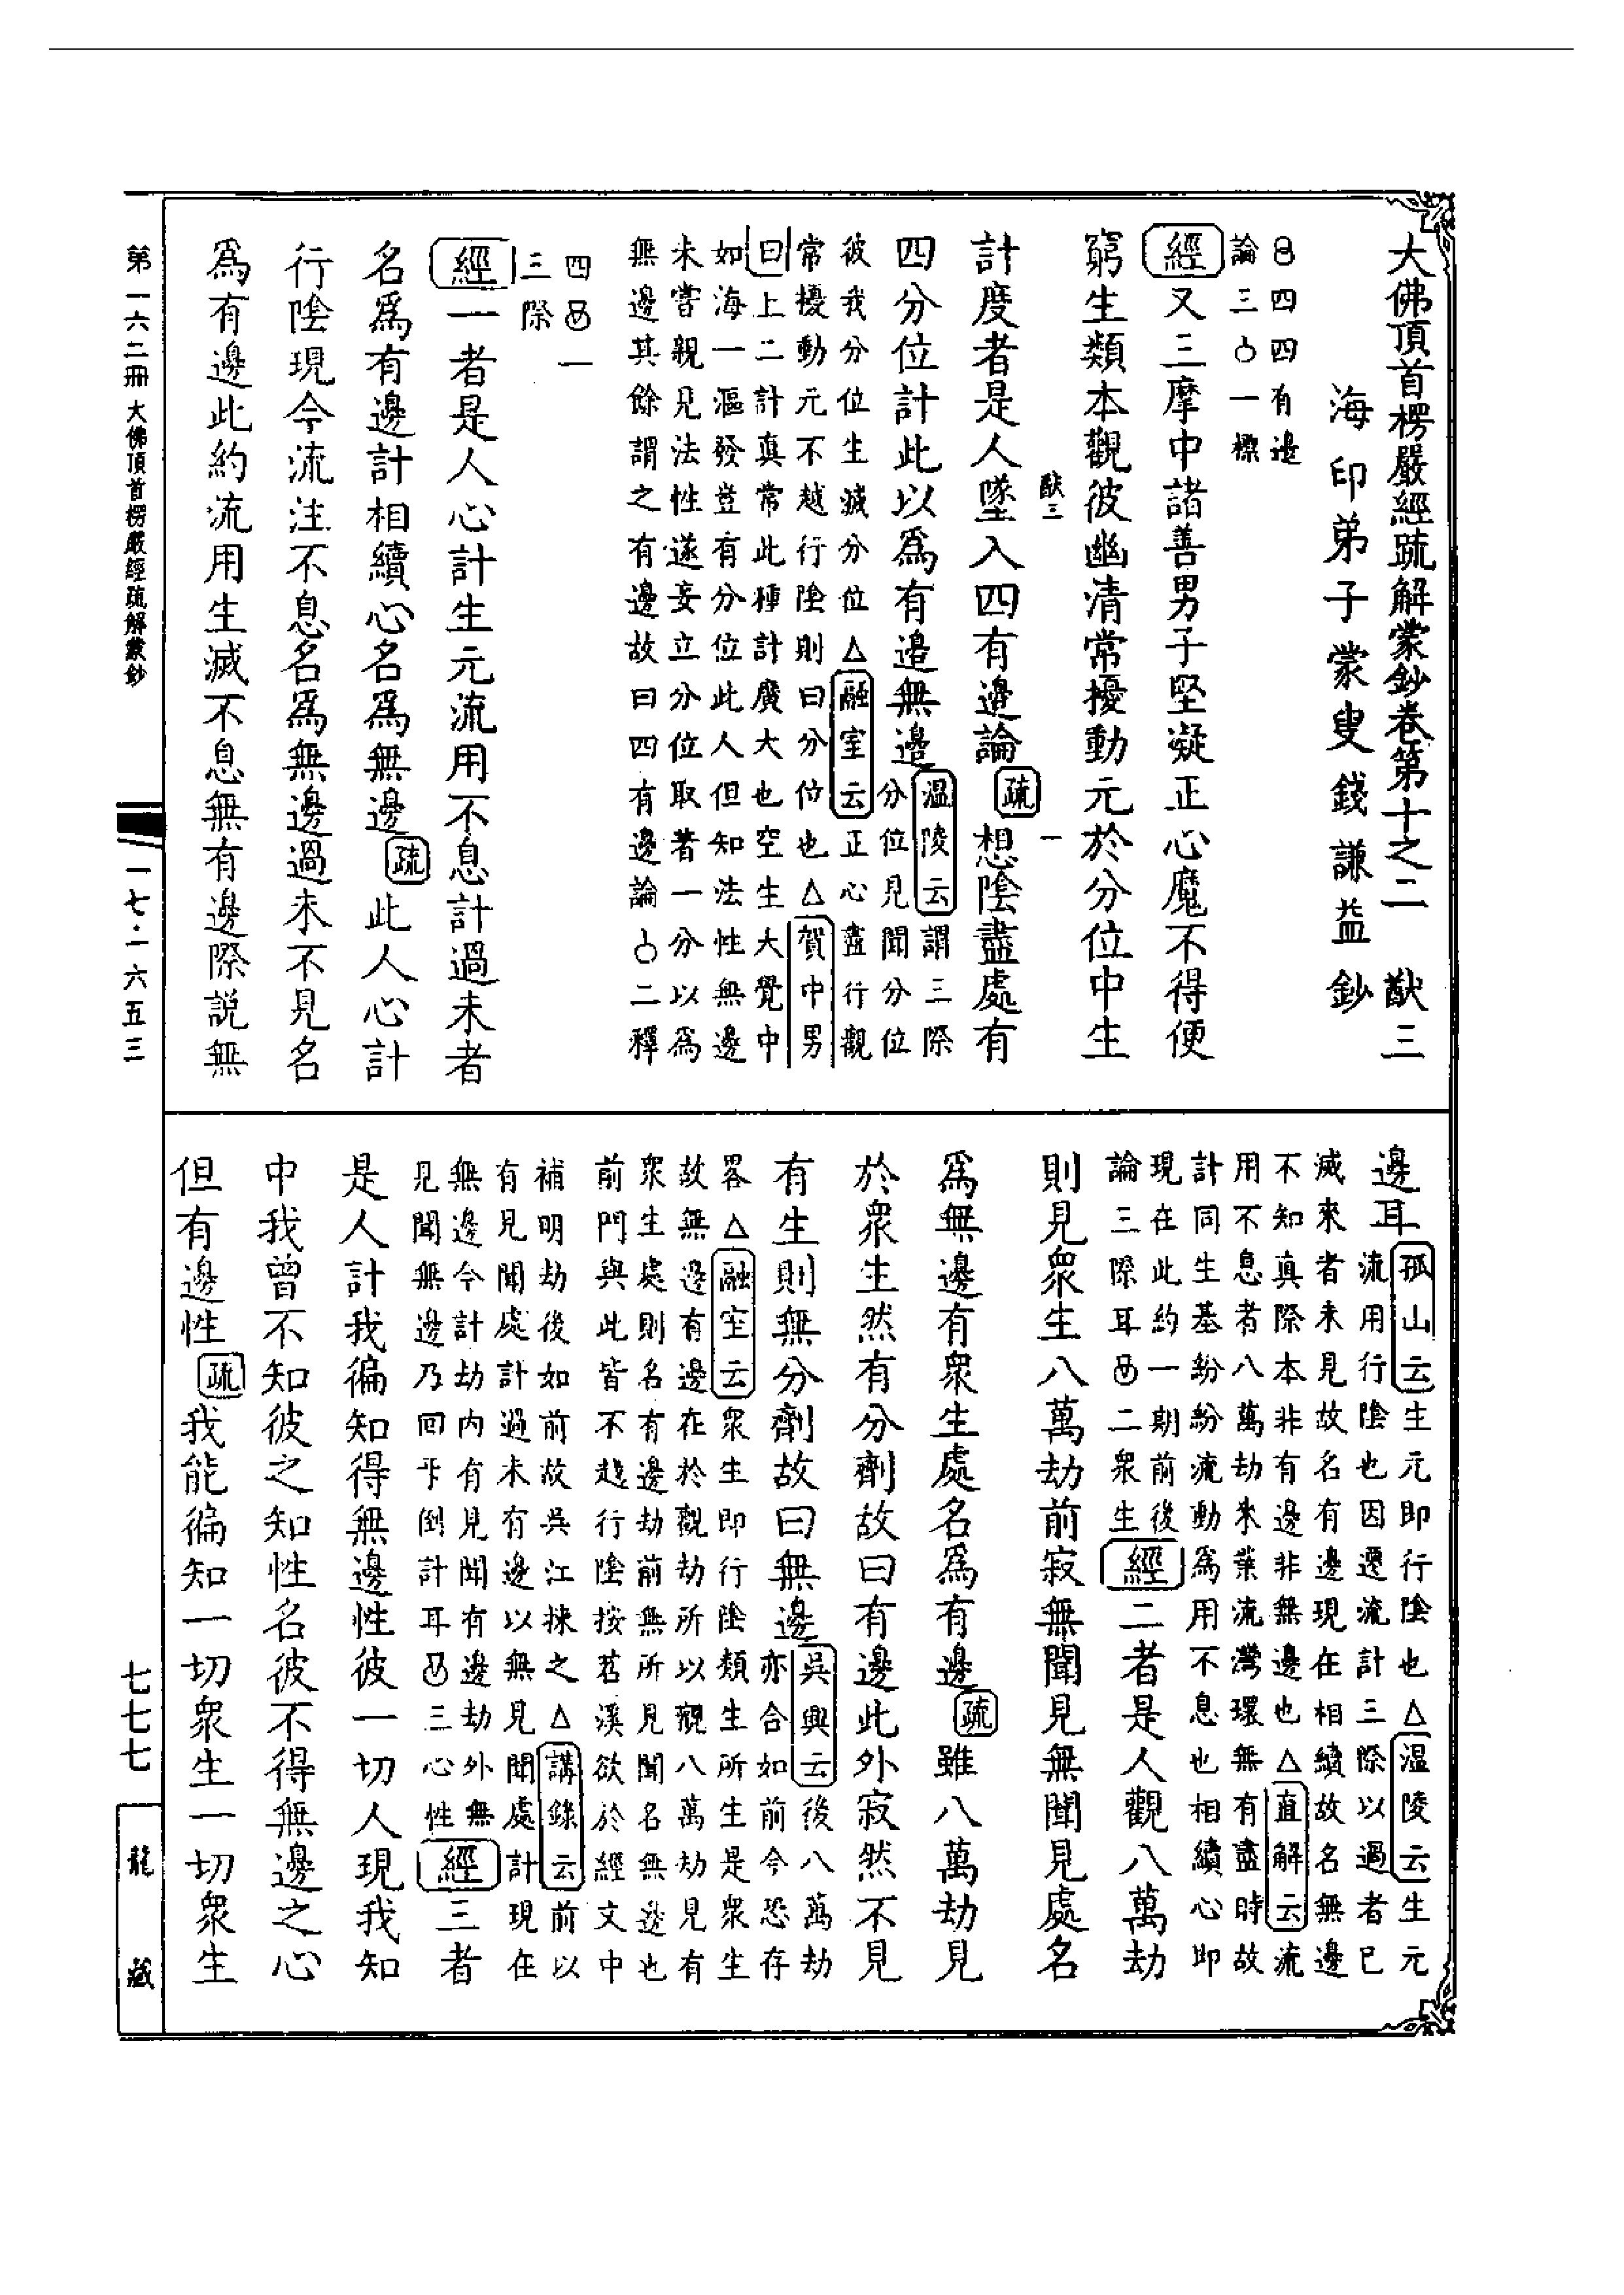 大佛頂首楞嚴經疏解蒙鈔卷第十之二　猷三
海印弟子蒙叟錢謙益鈔
四四有邊
論三一標
經又三摩中諸善男子堅凝正心魔不得便
窮生類本觀彼幽清常擾動元於分位中生
猷三　一
計度者是人墜入四有邊論疏想陰盡處有
四分位計此以爲有邊無邊溫陵云謂三際
分位見聞分位
彼我分位生滅分位△融室云正心盡行觀
常擾動元不越行陰則曰分位也△賀中男
曰上二計真常此種計廣大也空生大覺中
如海一漚發豈有分位此人但知法性無邊
未嘗親見法性遂妄立分位取著一分以爲
無邊其餘謂之有邊故曰四有邊論二釋
四一
三際
經一者是人心計生元流用不息計過未者
名爲有邊計相續心名爲無邊疏此人心計
行陰現今流注不息名爲無邊過未不見名
爲有邊此約流用生滅不息無有邊際說無
邊耳孤山云生元即行陰也△溫陵云生元
流用行陰也因遷流計三際以過者已
滅來者未見故名有邊現在相續故名無邊
不知真際本非有邊非無邊也△直解云流
用不息者八萬劫來業流灣環無有盡時故
計同生基紛紛流動爲用不息也相續心即
現在此約一期前後
論三際耳二衆生經二者是人觀八萬劫
則見衆生八萬劫前寂無聞見無聞見處名
爲無邊有衆生處名爲有邊疏雖八萬劫見
於衆生然有分劑故曰有邊此外寂然不見
有生則無分劑故曰無邊吳興云後八萬劫
亦合如前今恐存
畧△融室云衆生即行陰類生所生是衆生
故無邊有邊在於觀劫所以觀八萬劫見有
衆生處則名有邊劫前無所見聞名無邊也
前門與此皆不越行陰按苕溪欲於經文中
補明劫後如前故吳江揀之△講錄云前以
有見聞處計過未有邊以無見聞處計現在
無邊今計劫內有見聞有邊劫外無
見聞無邊乃回乎倒計耳三心性經三者
是人計我徧知得無邊性彼一切人現我知
中我曾不知彼之知性名彼不得無邊之心
但有邊性疏我能徧知一切衆生一切衆生
第一六二冊　大佛頂首楞嚴經疏解蒙鈔
一七·一六五三
七七七
龍藏